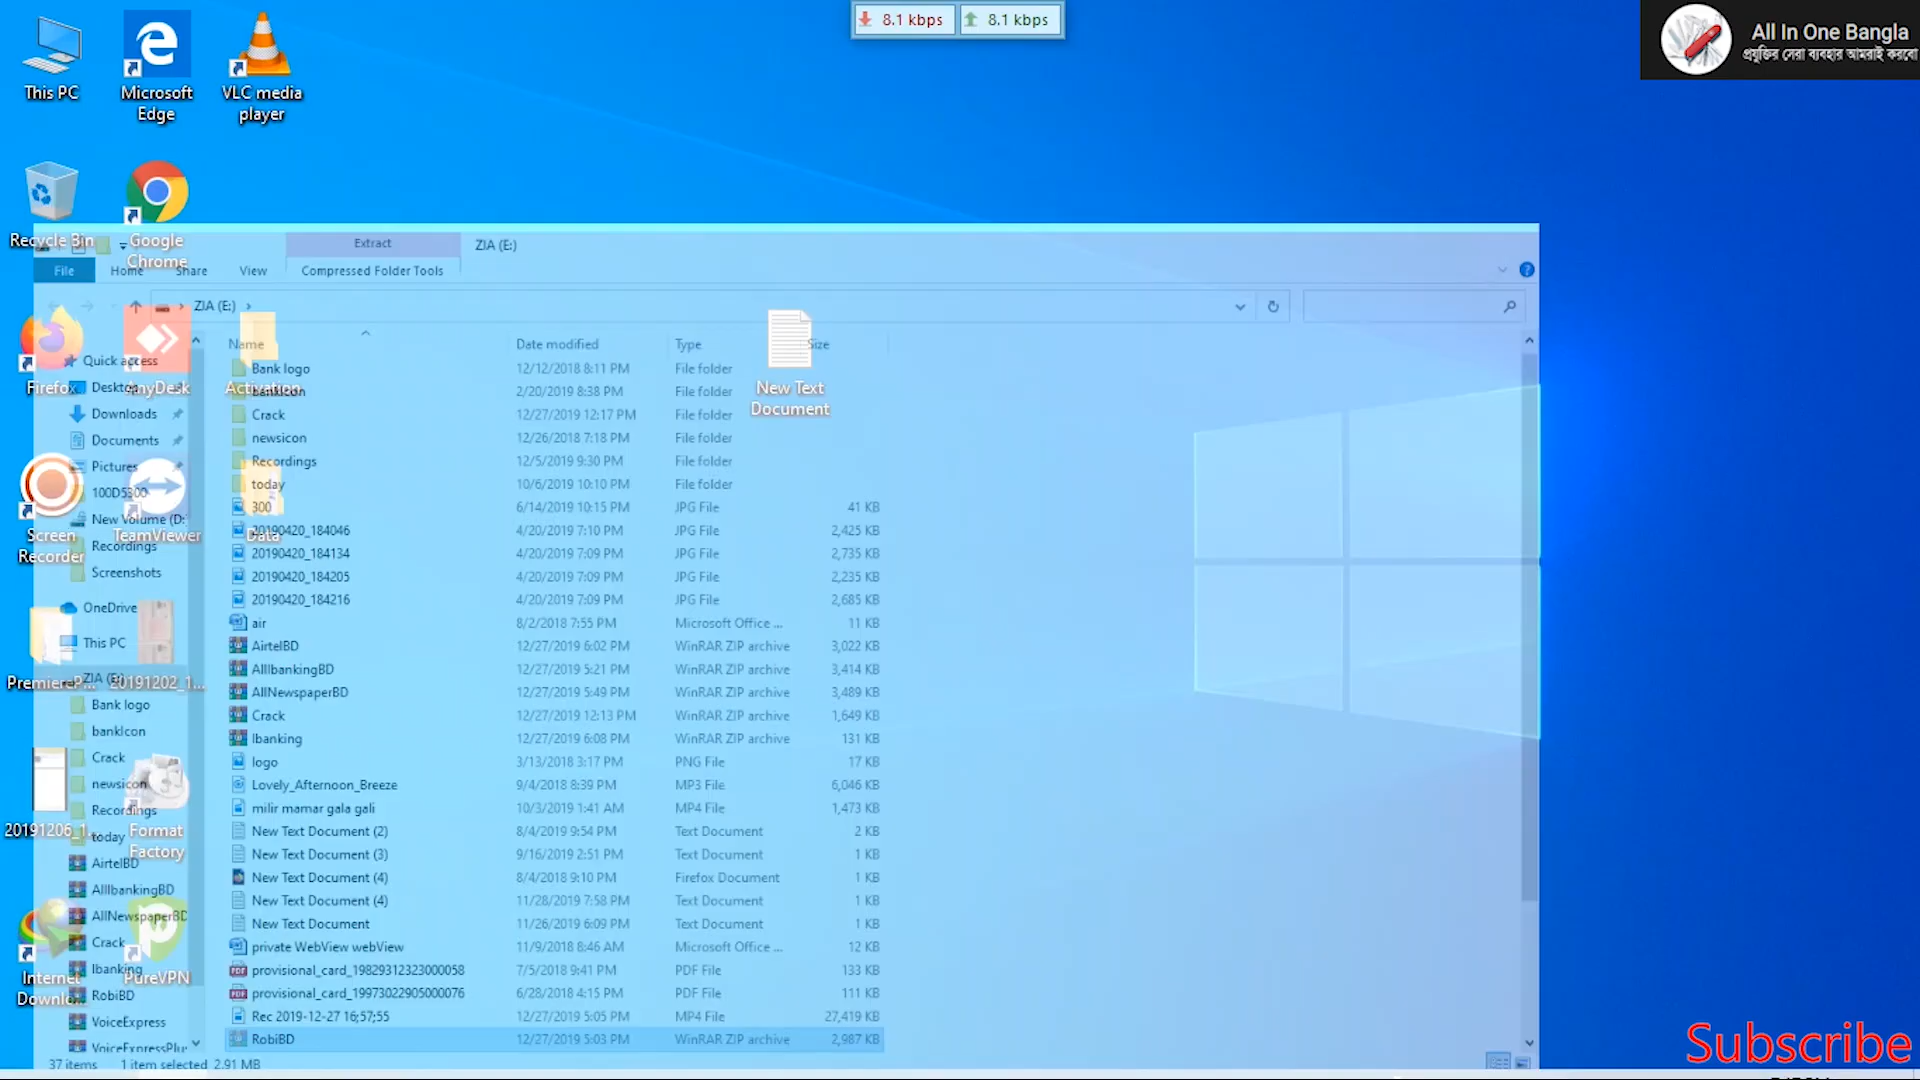 8.1 kbps 8.1 kbps
All In One Bangla
প্রযুক্তির সেরা ব্যবহার আমরাই করবো
This PC
Microsoft Edge
VLC media player
Recycle Bin
Google Chrome
Firefox
AnyDesk
Activation
Screen Recorder
TeamViewer
Data
PremiereP...
20191202_1...
20191206_1...
Format Factory
Internet Downlo...
PureVPN
New Text Document
Extract ZIA (E:)
File Home Share View Compressed Folder Tools
ZIA (E:)
Quick access
Desktop
Downloads
Documents
Pictures
100D5300
New Volume (D:
Recordings
Screenshots
OneDrive
This PC
ZIA (E:)
Bank logo
bankIcon
Crack
newsicon
Recordings
today
AirtelBD
AllIbankingBD
AllNewspaperBD
Crack
Ibanking
RobiBD
VoiceExpress
VoiceExpressPlu
Name Date modified Type Size
Bank logo 12/12/2018 8:11 PM File folder
bankIcon 2/20/2019 8:38 PM File folder
Crack 12/27/2019 12:17 PM File folder
newsicon 12/26/2018 7:18 PM File folder
Recordings 12/5/2019 9:30 PM File folder
today 10/6/2019 10:10 PM File folder
300 6/14/2019 10:15 PM JPG File 41 KB
20190420_184046 4/20/2019 7:10 PM JPG File 2,425 KB
20190420_184134 4/20/2019 7:09 PM JPG File 2,735 KB
20190420_184205 4/20/2019 7:09 PM JPG File 2,235 KB
20190420_184216 4/20/2019 7:09 PM JPG File 2,685 KB
air 8/2/2018 7:55 PM Microsoft Office ... 11 KB
AirtelBD 12/27/2019 6:02 PM WinRAR ZIP archive 3,022 KB
AllIbankingBD 12/27/2019 5:21 PM WinRAR ZIP archive 3,414 KB
AllNewspaperBD 12/27/2019 5:49 PM WinRAR ZIP archive 3,489 KB
Crack 12/27/2019 12:13 PM WinRAR ZIP archive 1,649 KB
Ibanking 12/27/2019 6:08 PM WinRAR ZIP archive 131 KB
logo 3/13/2018 3:17 PM PNG File 17 KB
Lovely_Afternoon_Breeze 9/4/2018 8:39 PM MP3 File 6,046 KB
milir mamar gala gali 10/3/2019 1:41 AM MP4 File 1,473 KB
New Text Document (2) 8/4/2019 9:54 PM Text Document 2 KB
New Text Document (3) 9/16/2019 2:51 PM Text Document 1 KB
New Text Document (4) 8/4/2018 9:10 PM Firefox Document 1 KB
New Text Document (4) 11/28/2019 7:58 PM Text Document 1 KB
New Text Document 11/26/2019 6:09 PM Text Document 1 KB
private WebView webView 11/9/2018 8:46 AM Microsoft Office ... 12 KB
provisional_card_19829312323000058 7/5/2018 9:41 PM PDF File 133 KB
provisional_card_19973022905000076 6/28/2018 4:15 PM PDF File 111 KB
Rec 2019-12-27 16;57;55 12/27/2019 5:05 PM MP4 File 27,419 KB
RobiBD 12/27/2019 5:03 PM WinRAR ZIP archive 2,987 KB
37 items 1 item selected 2.91 MB
Subscribe